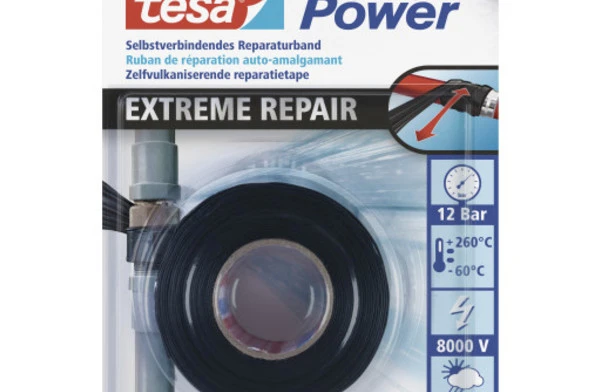 tesa
Power
Selbstverbindendes Reparaturband
Ruban de réparation auto-amalgamant
Zelfvulkaniserende reparatietape
EXTREME REPAIR
12 Bar
+260°C
-60°C
8000 V